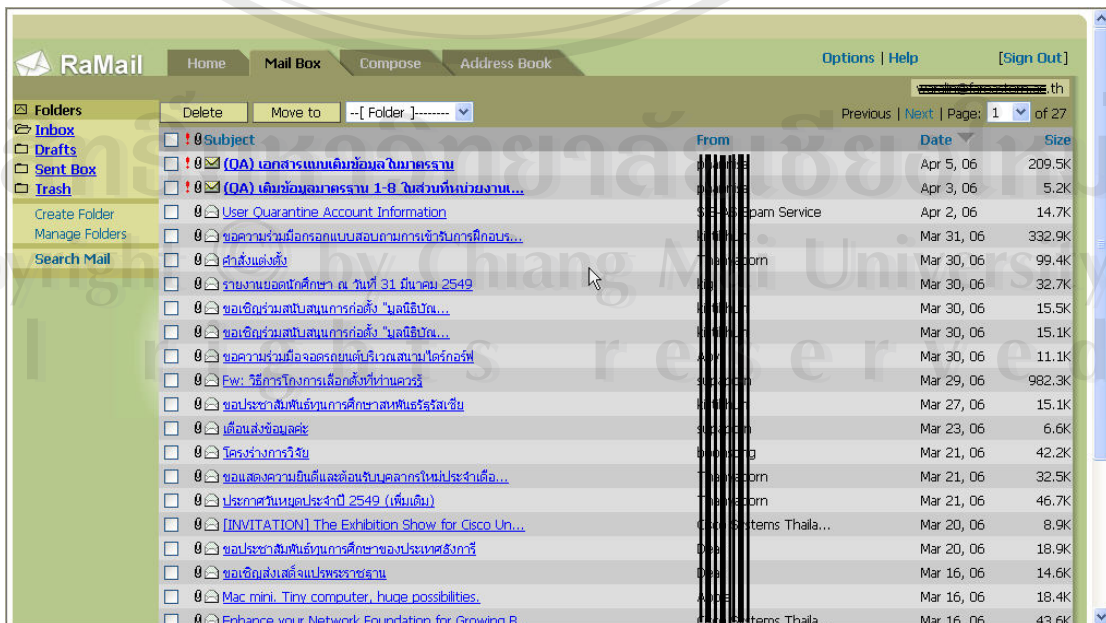 RaMail Home Mail Box Compose Address Book Options | Help [Sign Out]
.th
Folders Delete Move to --[ Folder ]-------- Previous | Next | Page: 1 of 27
Inbox ! Subject From Date Size
Drafts ! (QA) เอกสารแนบเติมข้อมูลในมาตรฐาน Apr 5, 06 209.5K
Sent Box
Trash ! (QA) เติมข้อมูลมาตรฐาน 1-8 ในส่วนที่หน่วยงาน... Apr 3, 06 5.2K
Create Folder User Quarantine Account Information Spam Service Apr 2, 06 14.7K
Manage Folders ขอความร่วมมือกรอกแบบสอบถามการเข้ารับการฝึกอบร... Mar 31, 06 332.9K
Search Mail คำสั่งแต่งตั้ง Mar 30, 06 99.4K
รายงานยอดนักศึกษา ณ วันที่ 31 มีนาคม 2549 Mar 30, 06 32.7K
ขอเชิญร่วมสนับสนุนการก่อตั้ง "มูลนิธิบัณ... Mar 30, 06 15.5K
ขอเชิญร่วมสนับสนุนการก่อตั้ง "มูลนิธิบัณ... Mar 30, 06 15.1K
ขอความร่วมมือจอดรถยนต์บริเวณสนามไดร์กอร์ฟ Mar 30, 06 11.1K
Fw: วิธีการโกงการเลือกตั้งที่ท่านควรรู้ Mar 29, 06 982.3K
ขอประชาสัมพันธ์ทุนการศึกษาสหพันธรัฐรัสเซีย Mar 27, 06 15.1K
เตือนส่งข้อมูลค่ะ Mar 23, 06 6.6K
โครงร่างการวิจัย Mar 21, 06 42.2K
ขอแสดงความยินดีและต้อนรับบุคลากรใหม่ประจำเดือ... Mar 21, 06 32.5K
ประกาศวันหยุดประจำปี 2549 (เพิ่มเติม) Mar 21, 06 46.7K
[INVITATION] The Exhibition Show for Cisco Un... Cisco Systems Thaila... Mar 20, 06 8.9K
ขอประชาสัมพันธ์ทุนการศึกษาของประเทศฮังการี Mar 20, 06 18.9K
ขอเชิญส่งเสด็จแปรพระราชฐาน Mar 16, 06 14.6K
Mac mini. Tiny computer, huge possibilities. Mar 16, 06 18.4K
Enhance your Network Foundation for Growing B... Cisco Systems Thaila... Mar 16, 06 43.6K
by Chiang Mai University
rights reserved